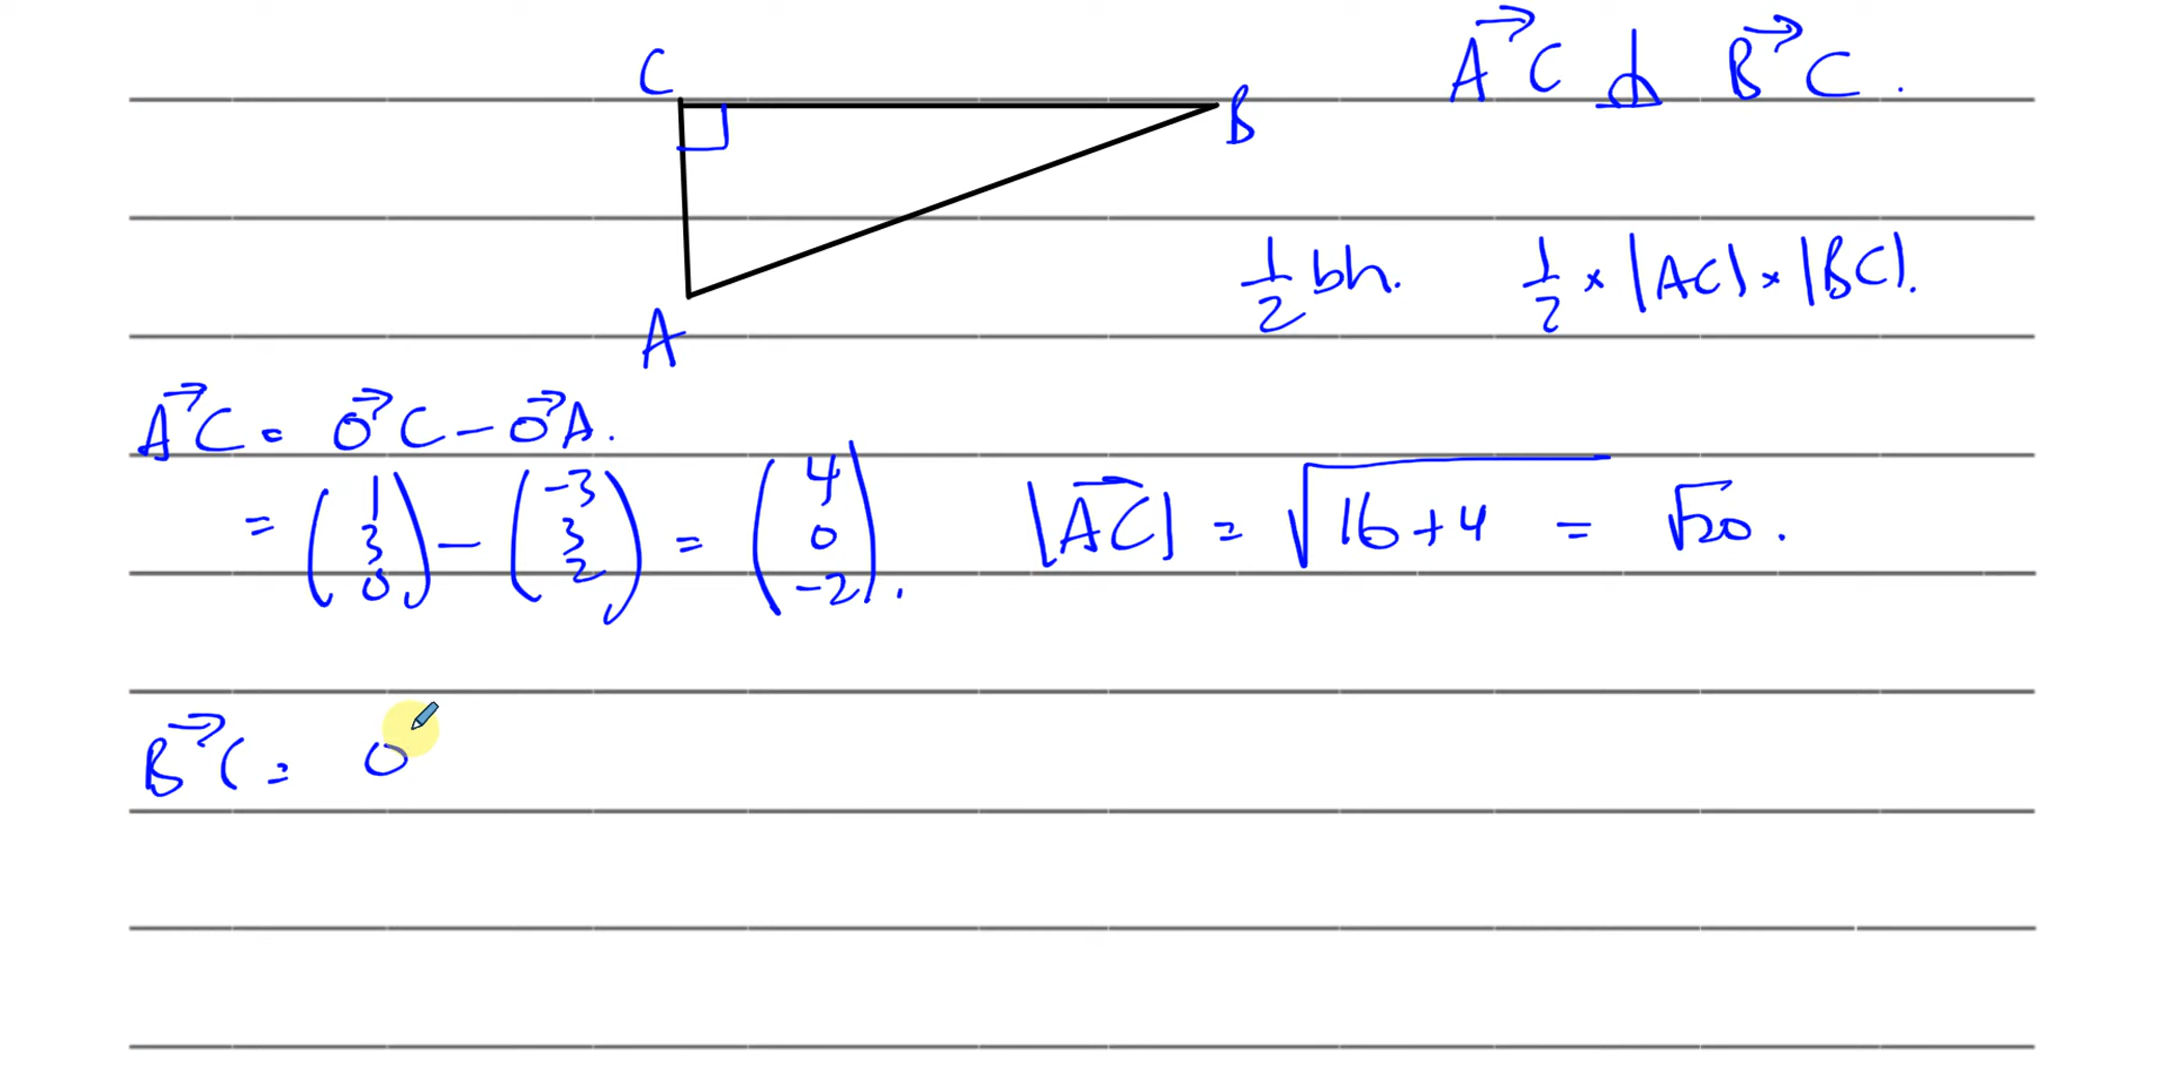 C
AC⃗ ⊥ BC⃗ .
B
1/2 bh. 1/2 × |AC| × |BC|.
A
AC⃗ = OC⃗ − OA⃗.
= (1 3 0) − (-3 3 2) = (4 0 -2). |AC⃗| = √16+4 = √20.
BC⃗ = O